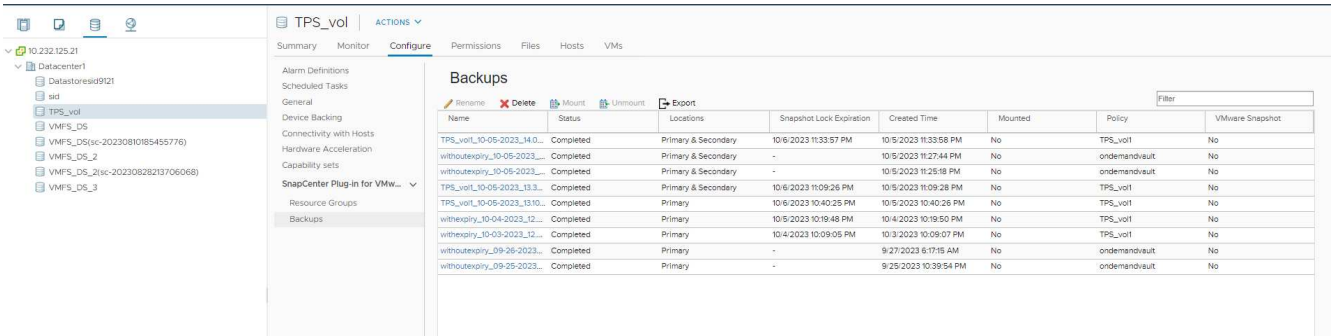 TPS_vol ACTIONS
Summary Monitor Configure Permissions Files Hosts VMs
10.232.125.21
Datacenter1
Datastoresid9121
sid
TPS_vol
VMFS_DS
VMFS_DS(sc-20230810185455776)
VMFS_DS_2
VMFS_DS_2(sc-20230828213706068)
VMFS_DS_3
Alarm Definitions
Scheduled Tasks
General
Device Backing
Connectivity with Hosts
Hardware Acceleration
Capability sets
SnapCenter Plug-in for VMw...
Resource Groups
Backups
Backups
Rename Delete Mount Unmount Export Filter
Name Status Locations Snapshot Lock Expiration Created Time Mounted Policy VMware Snapshot
TPS_vol1_10-05-2023_14.0... Completed Primary & Secondary 10/6/2023 11:33:57 PM 10/5/2023 11:33:58 PM No TPS_vol1 No
withoutexpiry_10-05-2023_... Completed Primary & Secondary - 10/5/2023 11:27:44 PM No ondemandvault No
withoutexpiry_10-05-2023_... Completed Primary & Secondary - 10/5/2023 11:25:18 PM No ondemandvault No
TPS_vol1_10-05-2023_13.3... Completed Primary & Secondary 10/6/2023 11:09:26 PM 10/5/2023 11:09:28 PM No TPS_vol1 No
TPS_vol1_10-05-2023_13.10... Completed Primary 10/6/2023 10:40:25 PM 10/5/2023 10:40:26 PM No TPS_vol1 No
withexpiry_10-04-2023_12.... Completed Primary 10/5/2023 10:19:48 PM 10/4/2023 10:19:50 PM No TPS_vol1 No
withexpiry_10-03-2023_12.... Completed Primary 10/4/2023 10:09:05 PM 10/3/2023 10:09:07 PM No TPS_vol1 No
withoutexpiry_09-26-2023... Completed Primary - 9/27/2023 6:17:15 AM No ondemandvault No
withoutexpiry_09-25-2023... Completed Primary - 9/25/2023 10:39:54 PM No ondemandvault No